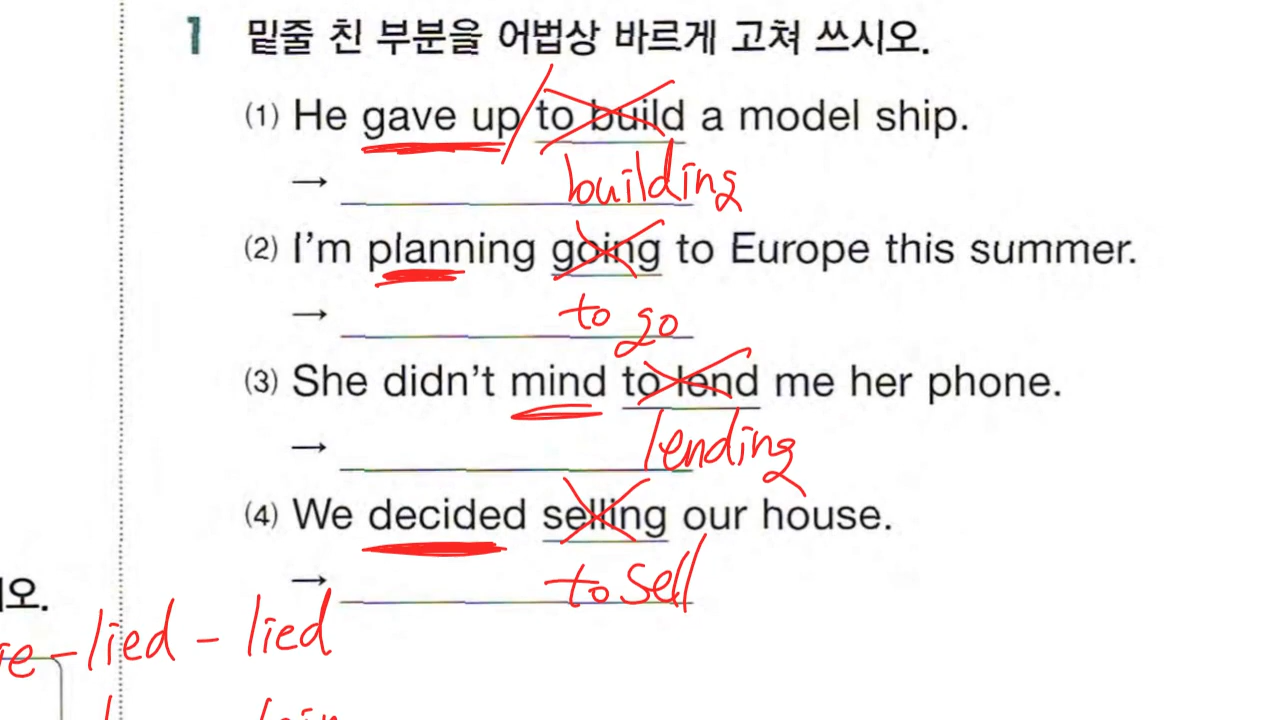 1 밑줄 친 부분을 어법상 바르게 고쳐 쓰시오.
(1) He gave up / to build a model ship.
→ building
(2) I'm planning going to Europe this summer.
→ to go
(3) She didn't mind to lend me her phone.
→ lending
(4) We decided selling our house.
→ to sell
오.
lied - lied